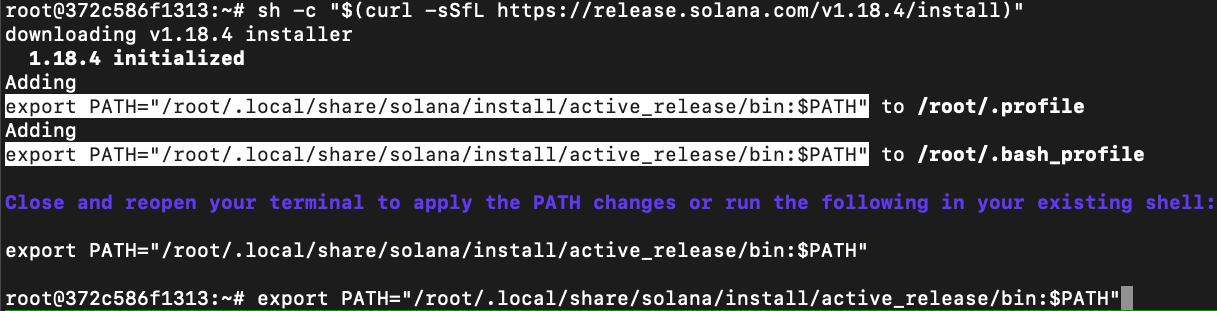 root@372c586f1313:~# sh -c "$(curl -sSfL https://release.solana.com/v1.18.4/install)"
downloading v1.18.4 installer
  1.18.4 initialized
Adding
export PATH="/root/.local/share/solana/install/active_release/bin:$PATH" to /root/.profile
Adding
export PATH="/root/.local/share/solana/install/active_release/bin:$PATH" to /root/.bash_profile
Close and reopen your terminal to apply the PATH changes or run the following in your existing shell:
export PATH="/root/.local/share/solana/install/active_release/bin:$PATH"
root@372c586f1313:~# export PATH="/root/.local/share/solana/install/active_release/bin:$PATH"